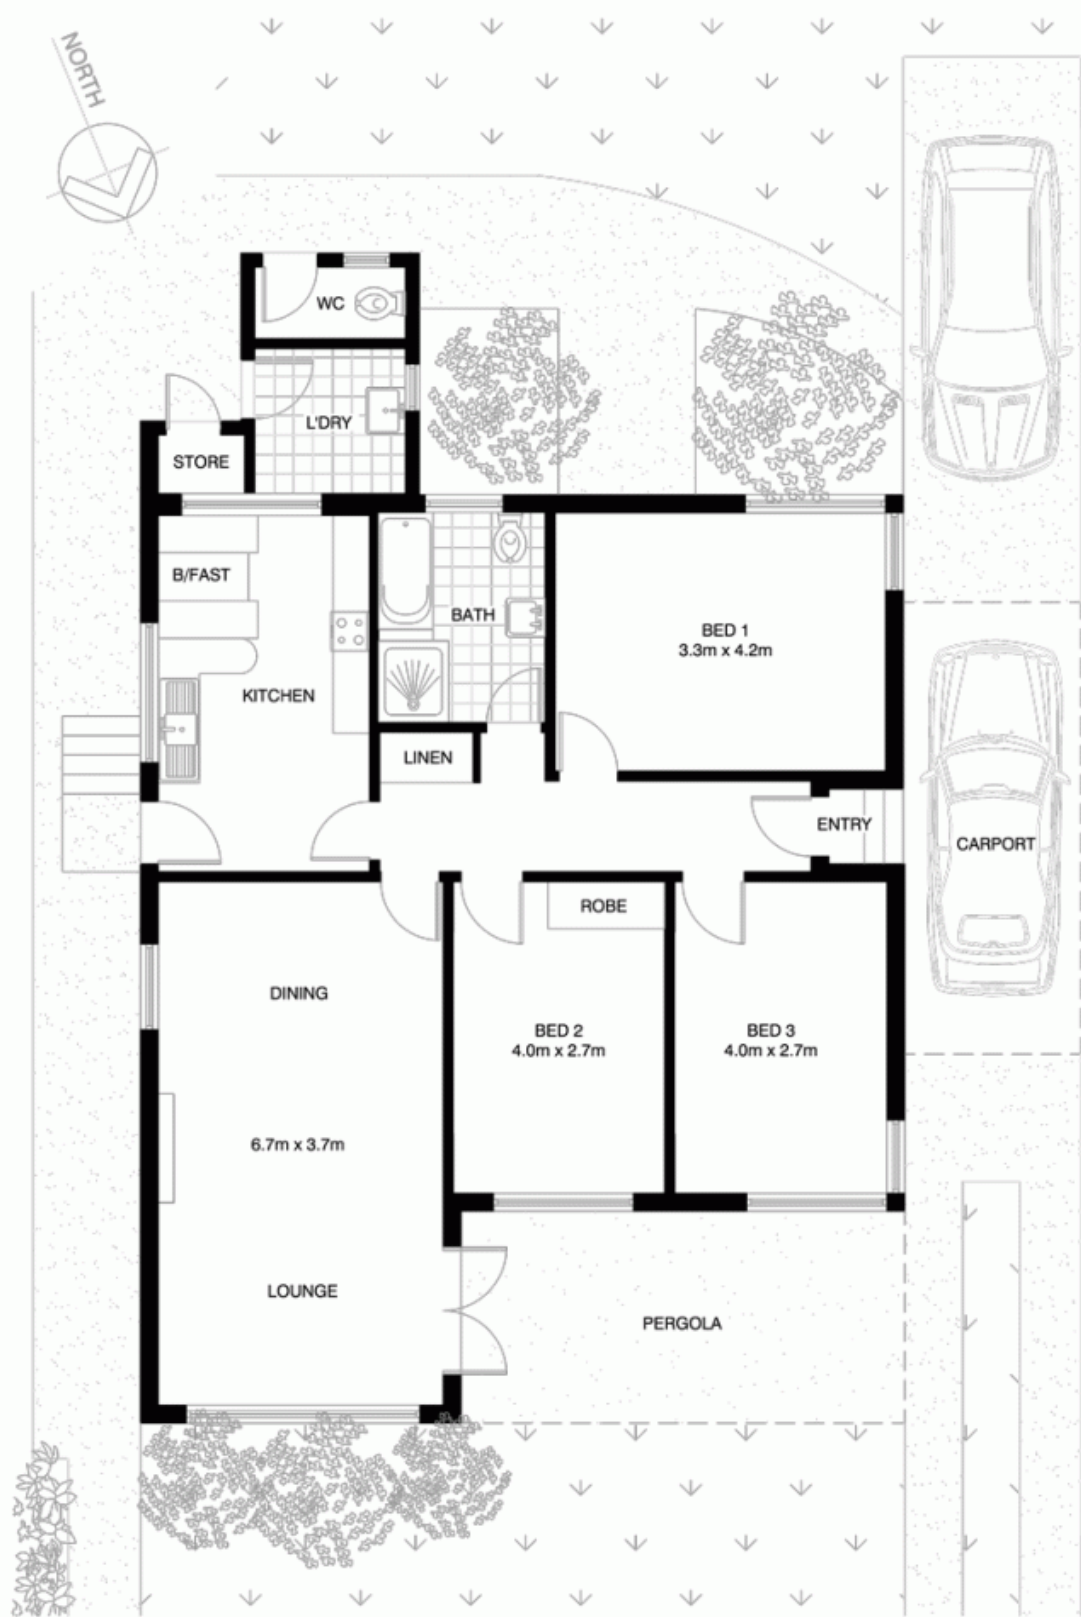 NORTH
WC
L'DRY
STORE
B/FAST
BATH
BED 1
3.3m x 4.2m
KITCHEN
LINEN
ENTRY
CARPORT
ROBE
DINING
BED 2
4.0m x 2.7m
BED 3
4.0m x 2.7m
6.7m x 3.7m
LOUNGE
PERGOLA